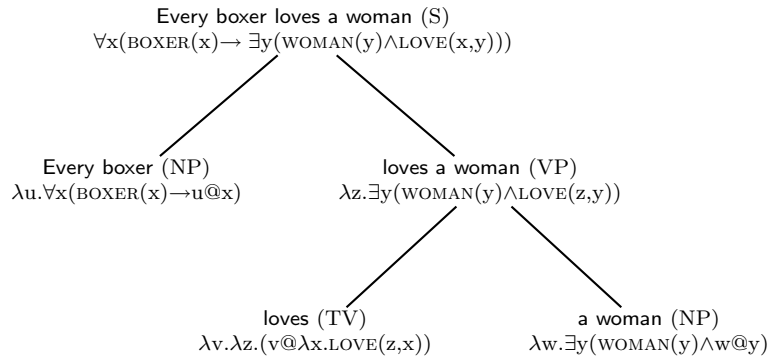 Every boxer loves a woman (S)
∀x(BOXER(x)→ ∃y(WOMAN(y)∧LOVE(x,y)))
Every boxer (NP)
λu.∀x(BOXER(x)→u@x)
loves a woman (VP)
λz.∃y(WOMAN(y)∧LOVE(z,y))
loves (TV)
λv.λz.(v@λx.LOVE(z,x))
a woman (NP)
λw.∃y(WOMAN(y)∧w@y)